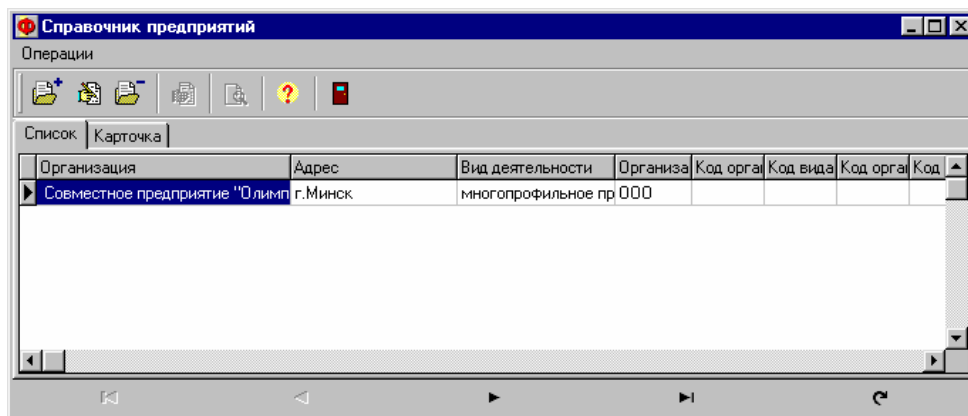 Справочник предприятий
Операции
Список Карточка
Организация Адрес Вид деятельности Организа Код орга Код вида Код орга Код
Совместное предприятие "Олимп г.Минск многопрофильное пр ООО